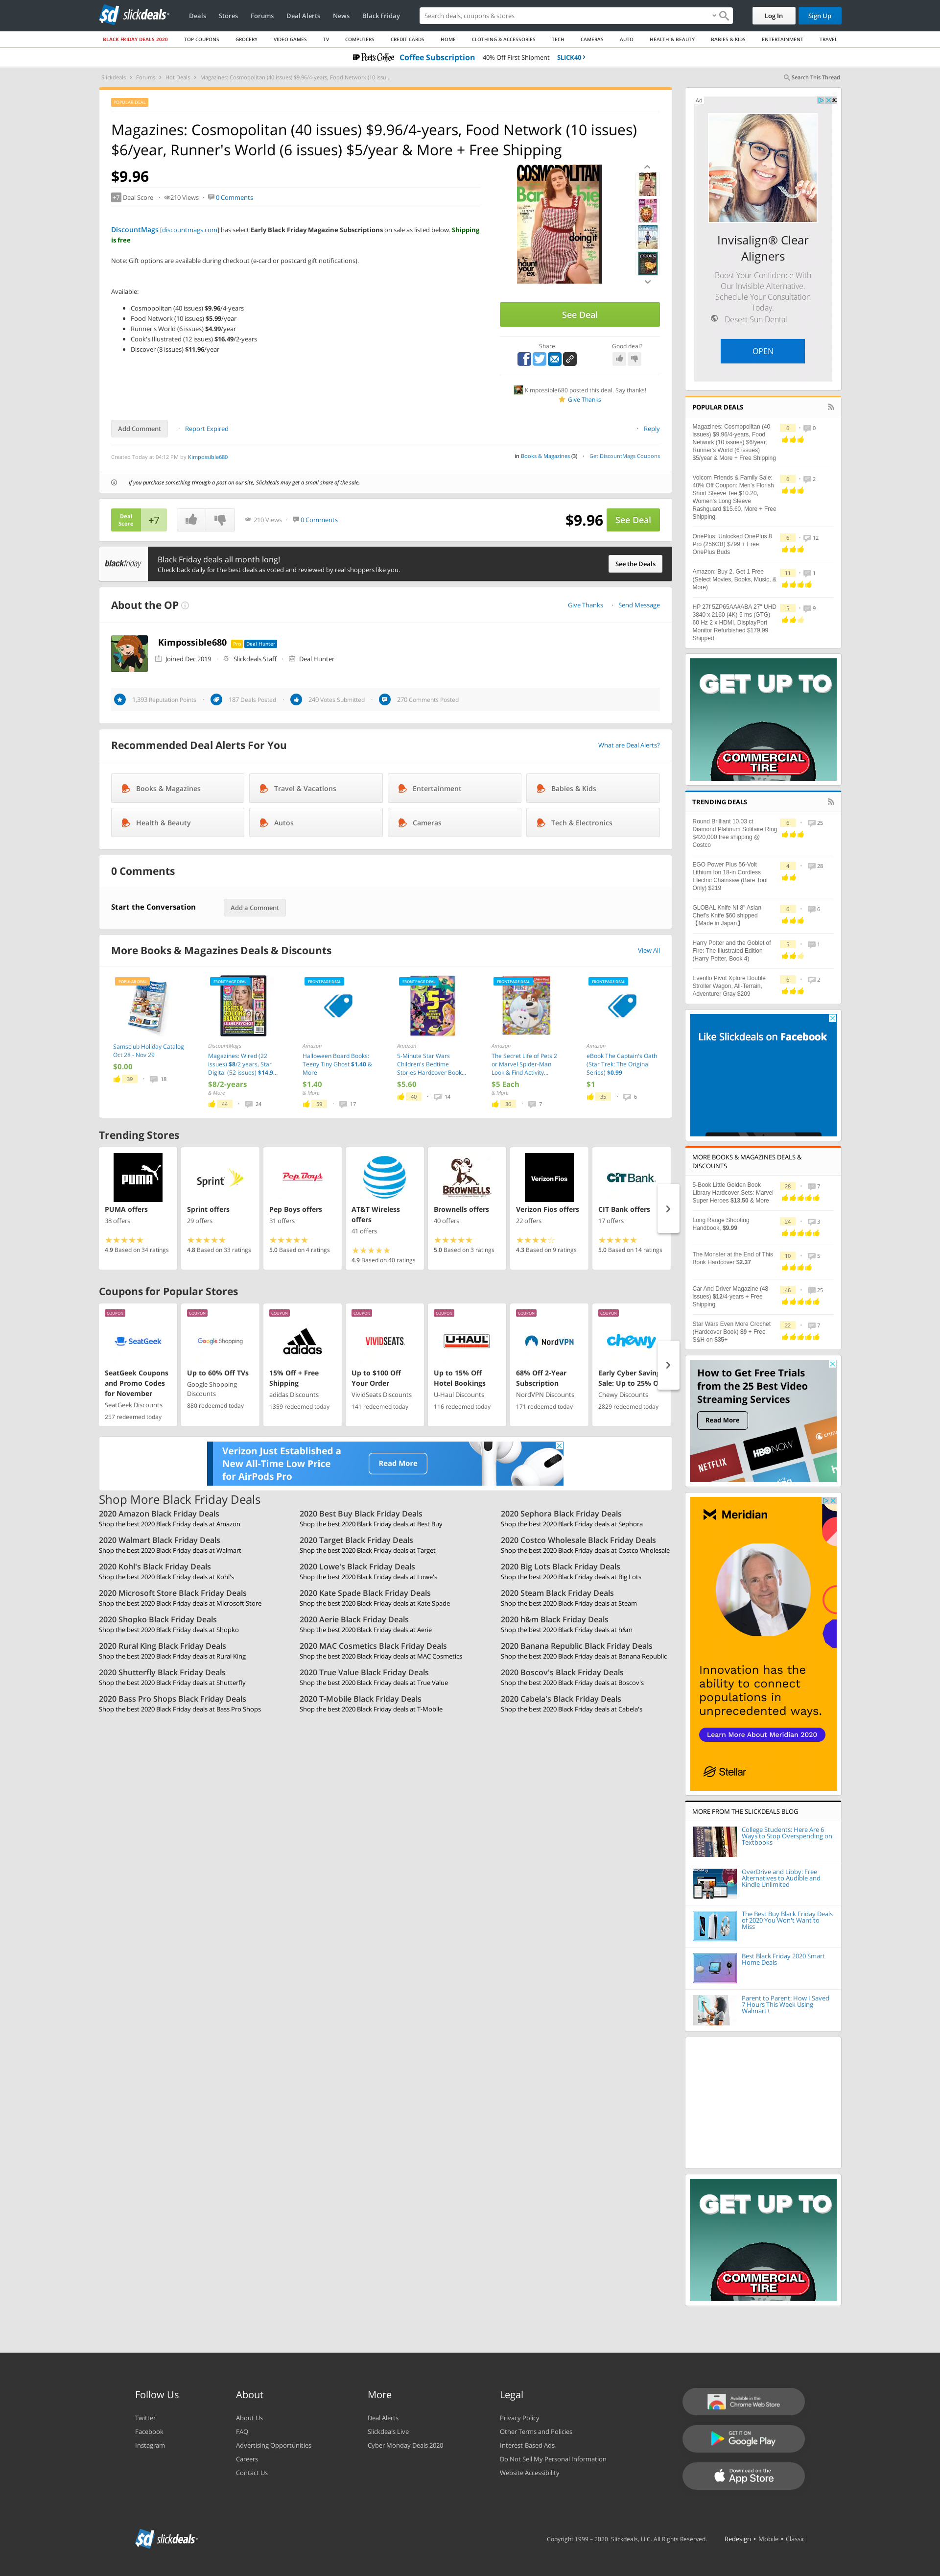 slickdeals
Deals
Stores
Forums
Deal Alerts
News
Black Friday
Search deals, coupons & stores
Log In
Sign Up
BLACK FRIDAY DEALS 2020
TOP COUPONS
GROCERY
VIDEO GAMES
TV
COMPUTERS
CREDIT CARDS
HOME
CLOTHING & ACCESSORIES
TECH
CAMERAS
AUTO
HEALTH & BEAUTY
BABIES & KIDS
ENTERTAINMENT
TRAVEL
Peet's Coffee Coffee Subscription 40% Off First Shipment SLICK40
Slickdeals > Forums > Hot Deals > Magazines: Cosmopolitan (40 issues) $9.96/4-years, Food Network (10 issu...
Search This Thread
POPULAR DEAL
Magazines: Cosmopolitan (40 issues) $9.96/4-years, Food Network (10 issues)
$6/year, Runner's World (6 issues) $5/year & More + Free Shipping
$9.96
+7 Deal Score
210 Views
0 Comments
DiscountMags [discountmags.com] has select Early Black Friday Magazine Subscriptions on sale as listed below. Shipping
is free
Note: Gift options are available during checkout (e-card or postcard gift notifications).
Available:
Cosmopolitan (40 issues) $9.96/4-years
Food Network (10 issues) $5.99/year
Runner's World (6 issues) $4.99/year
Cook's Illustrated (12 issues) $16.49/2-years
Discover (8 issues) $11.96/year
COSMOPOLITAN
See Deal
Share
Good deal?
Kimpossible680 posted this deal. Say thanks!
Give Thanks
Add Comment
Report Expired
Reply
Created Today at 04:12 PM by Kimpossible680
in Books & Magazines (3)
Get DiscountMags Coupons
If you purchase something through a post on our site, Slickdeals may get a small share of the sale.
Deal
Score
+7
210 Views
0 Comments
$9.96
See Deal
blackfriday
Black Friday deals all month long!
Check back daily for the best deals as voted and reviewed by real shoppers like you.
See the Deals
About the OP
Give Thanks
Send Message
Kimpossible680
Pro
Deal Hunter
Joined Dec 2019
Slickdeals Staff
Deal Hunter
1,393 Reputation Points
187 Deals Posted
240 Votes Submitted
270 Comments Posted
Recommended Deal Alerts For You
What are Deal Alerts?
Books & Magazines
Travel & Vacations
Entertainment
Babies & Kids
Health & Beauty
Autos
Cameras
Tech & Electronics
0 Comments
Start the Conversation
Add a Comment
More Books & Magazines Deals & Discounts
View All
POPULAR DEAL
Samsclub Holiday Catalog
Oct 28 - Nov 29
$0.00
39
18
FRONTPAGE DEAL
DiscountMags
Magazines: Wired (22
issues) $8/2 years, Star
Digital (52 issues) $14.9...
$8/2-years
& More
44
24
FRONTPAGE DEAL
Amazon
Halloween Board Books:
Teeny Tiny Ghost $1.40 &
More
$1.40
& More
59
17
FRONTPAGE DEAL
Amazon
5-Minute Star Wars
Children's Bedtime
Stories Hardcover Book...
$5.60
40
14
FRONTPAGE DEAL
Amazon
The Secret Life of Pets 2
or Marvel Spider-Man
Look & Find Activity...
$5 Each
& More
36
7
FRONTPAGE DEAL
Amazon
eBook The Captain's Oath
(Star Trek: The Original
Series) $0.99
$1
35
6
Trending Stores
PUMA
PUMA offers
38 offers
4.9 Based on 34 ratings
Sprint
Sprint offers
29 offers
4.8 Based on 33 ratings
Pep Boys
Pep Boys offers
31 offers
5.0 Based on 4 ratings
AT&T
AT&T Wireless
offers
41 offers
4.9 Based on 40 ratings
BROWNELLS
Brownells offers
40 offers
5.0 Based on 3 ratings
Verizon Fios
Verizon Fios offers
22 offers
4.3 Based on 9 ratings
CIT Bank
CIT Bank offers
17 offers
5.0 Based on 14 ratings
Coupons for Popular Stores
COUPON
SeatGeek
SeatGeek Coupons
and Promo Codes
for November
SeatGeek Discounts
257 redeemed today
COUPON
Google Shopping
Up to 60% Off TVs
Google Shopping
Discounts
880 redeemed today
COUPON
adidas
15% Off + Free
Shipping
adidas Discounts
1359 redeemed today
COUPON
VIVIDSEATS
Up to $100 Off
Your Order
VividSeats Discounts
141 redeemed today
COUPON
U-HAUL
Up to 15% Off
Hotel Bookings
U-Haul Discounts
116 redeemed today
COUPON
NordVPN
68% Off 2-Year
Subscription
NordVPN Discounts
171 redeemed today
COUPON
chewy
Early Cyber Saving
Sale: Up to 25% O
Chewy Discounts
2829 redeemed today
Verizon Just Established a
New All-Time Low Price
for AirPods Pro
Read More
Shop More Black Friday Deals
2020 Amazon Black Friday Deals
Shop the best 2020 Black Friday deals at Amazon
2020 Best Buy Black Friday Deals
Shop the best 2020 Black Friday deals at Best Buy
2020 Sephora Black Friday Deals
Shop the best 2020 Black Friday deals at Sephora
2020 Walmart Black Friday Deals
Shop the best 2020 Black Friday deals at Walmart
2020 Target Black Friday Deals
Shop the best 2020 Black Friday deals at Target
2020 Costco Wholesale Black Friday Deals
Shop the best 2020 Black Friday deals at Costco Wholesale
2020 Kohl's Black Friday Deals
Shop the best 2020 Black Friday deals at Kohl's
2020 Lowe's Black Friday Deals
Shop the best 2020 Black Friday deals at Lowe's
2020 Big Lots Black Friday Deals
Shop the best 2020 Black Friday deals at Big Lots
2020 Microsoft Store Black Friday Deals
Shop the best 2020 Black Friday deals at Microsoft Store
2020 Kate Spade Black Friday Deals
Shop the best 2020 Black Friday deals at Kate Spade
2020 Steam Black Friday Deals
Shop the best 2020 Black Friday deals at Steam
2020 Shopko Black Friday Deals
Shop the best 2020 Black Friday deals at Shopko
2020 Aerie Black Friday Deals
Shop the best 2020 Black Friday deals at Aerie
2020 h&m Black Friday Deals
Shop the best 2020 Black Friday deals at h&m
2020 Rural King Black Friday Deals
Shop the best 2020 Black Friday deals at Rural King
2020 MAC Cosmetics Black Friday Deals
Shop the best 2020 Black Friday deals at MAC Cosmetics
2020 Banana Republic Black Friday Deals
Shop the best 2020 Black Friday deals at Banana Republic
2020 Shutterfly Black Friday Deals
Shop the best 2020 Black Friday deals at Shutterfly
2020 True Value Black Friday Deals
Shop the best 2020 Black Friday deals at True Value
2020 Boscov's Black Friday Deals
Shop the best 2020 Black Friday deals at Boscov's
2020 Bass Pro Shops Black Friday Deals
Shop the best 2020 Black Friday deals at Bass Pro Shops
2020 T-Mobile Black Friday Deals
Shop the best 2020 Black Friday deals at T-Mobile
2020 Cabela's Black Friday Deals
Shop the best 2020 Black Friday deals at Cabela's
Ad
Invisalign® Clear
Aligners
Boost Your Confidence With
Our Invisible Alternative.
Schedule Your Consultation
Today.
Desert Sun Dental
OPEN
POPULAR DEALS
Magazines: Cosmopolitan (40
issues) $9.96/4-years, Food
Network (10 issues) $6/year,
Runner's World (6 issues)
$5/year & More + Free Shipping
6
0
Volcom Friends & Family Sale:
40% Off Coupon: Men's Florish
Short Sleeve Tee $10.20,
Women's Long Sleeve
Rashguard $15.60, More + Free
Shipping
6
2
OnePlus: Unlocked OnePlus 8
Pro (256GB) $799 + Free
OnePlus Buds
6
12
Amazon: Buy 2, Get 1 Free
(Select Movies, Books, Music, &
More)
11
1
HP 27f 5ZP65AA#ABA 27" UHD
3840 x 2160 (4K) 5 ms (GTG)
60 Hz 2 x HDMI, DisplayPort
Monitor Refurbished $179.99
Shipped
5
9
GET UP TO
COMMERCIAL
TIRE
TRENDING DEALS
Round Brilliant 10.03 ct
Diamond Platinum Solitaire Ring
$420,000 free shipping @
Costco
6
25
EGO Power Plus 56-Volt
Lithium Ion 18-in Cordless
Electric Chainsaw (Bare Tool
Only) $219
4
28
GLOBAL Knife NI 8" Asian
Chef's Knife $60 shipped
【Made in Japan】
6
6
Harry Potter and the Goblet of
Fire: The Illustrated Edition
(Harry Potter, Book 4)
5
1
Evenflo Pivot Xplore Double
Stroller Wagon, All-Terrain,
Adventurer Gray $209
6
2
Like Slickdeals on Facebook
MORE BOOKS & MAGAZINES DEALS &
DISCOUNTS
5-Book Little Golden Book
Library Hardcover Sets: Marvel
Super Heroes $13.50 & More
28
7
Long Range Shooting
Handbook, $9.99
24
3
The Monster at the End of This
Book Hardcover $2.37
10
5
Car And Driver Magazine (48
issues) $12/4-years + Free
Shipping
46
25
Star Wars Even More Crochet
(Hardcover Book) $9 + Free
S&H on $35+
22
7
How to Get Free Trials
from the 25 Best Video
Streaming Services
Read More
NETFLIX
HBO NOW
Meridian
Innovation has the
ability to connect
populations in
unprecedented ways.
Learn More About Meridian 2020
Stellar
MORE FROM THE SLICKDEALS BLOG
College Students: Here Are 6
Ways to Stop Overspending on
Textbooks
OverDrive and Libby: Free
Alternatives to Audible and
Kindle Unlimited
The Best Buy Black Friday Deals
of 2020 You Won't Want to
Miss
Best Black Friday 2020 Smart
Home Deals
Parent to Parent: How I Saved
7 Hours This Week Using
Walmart+
GET UP TO
COMMERCIAL
TIRE
Follow Us
Twitter
Facebook
Instagram
About
About Us
FAQ
Advertising Opportunities
Careers
Contact Us
More
Deal Alerts
Slickdeals Live
Cyber Monday Deals 2020
Legal
Privacy Policy
Other Terms and Policies
Interest-Based Ads
Do Not Sell My Personal Information
Website Accessibility
Available in the
Chrome Web Store
GET IT ON
Google Play
Download on the
App Store
slickdeals
Copyright 1999 – 2020. Slickdeals, LLC. All Rights Reserved.
Redesign • Mobile • Classic